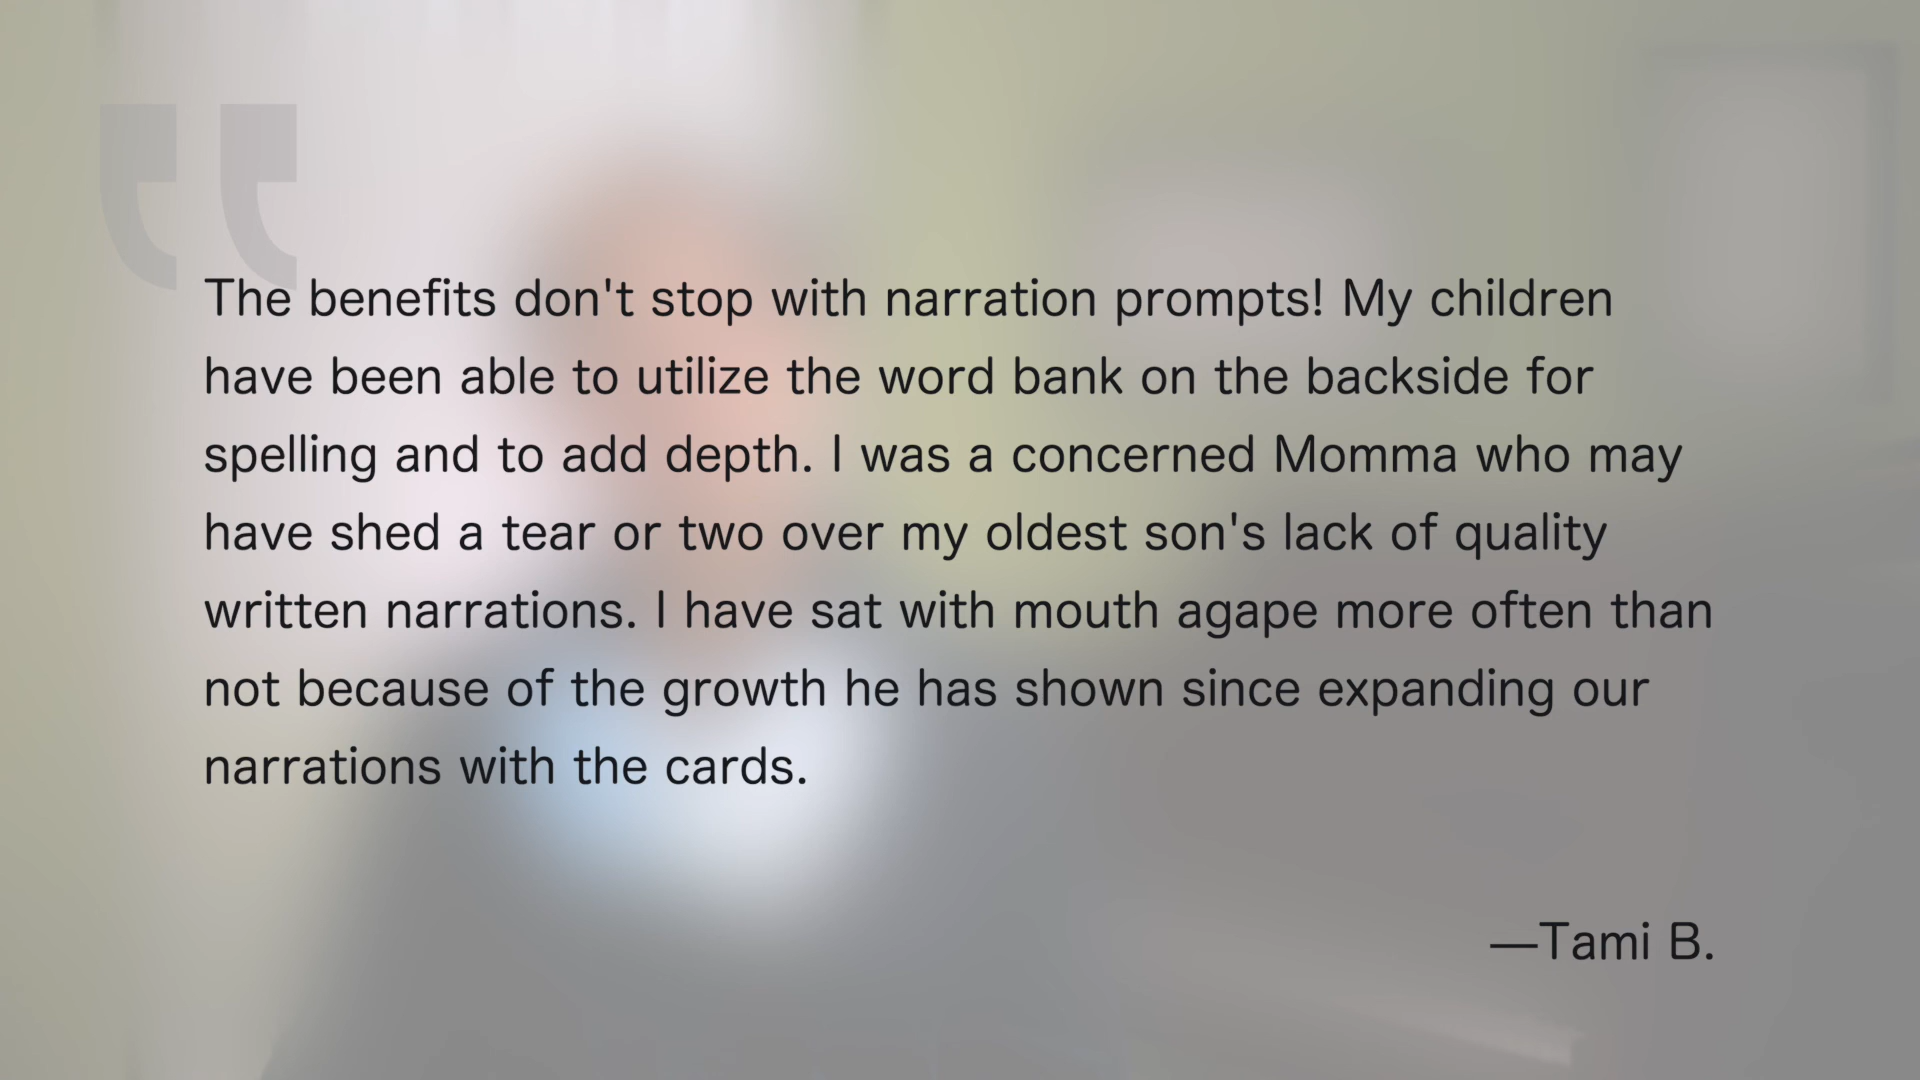 The benefits don't stop with narration prompts! My children
have been able to utilize the word bank on the backside for
spelling and to add depth. I was a concerned Momma who may
have shed a tear or two over my oldest son's lack of quality
written narrations. I have sat with mouth agape more often than
not because of the growth he has shown since expanding our
narrations with the cards.
—Tami B.